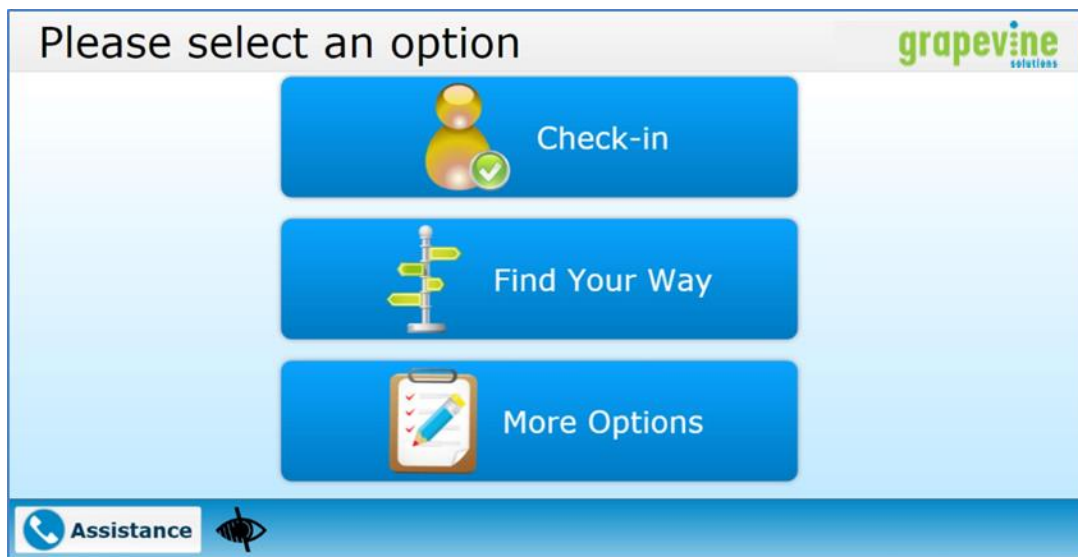 Please select an option
grapevine
solutions
Check-in
Find Your Way
More Options
Assistance